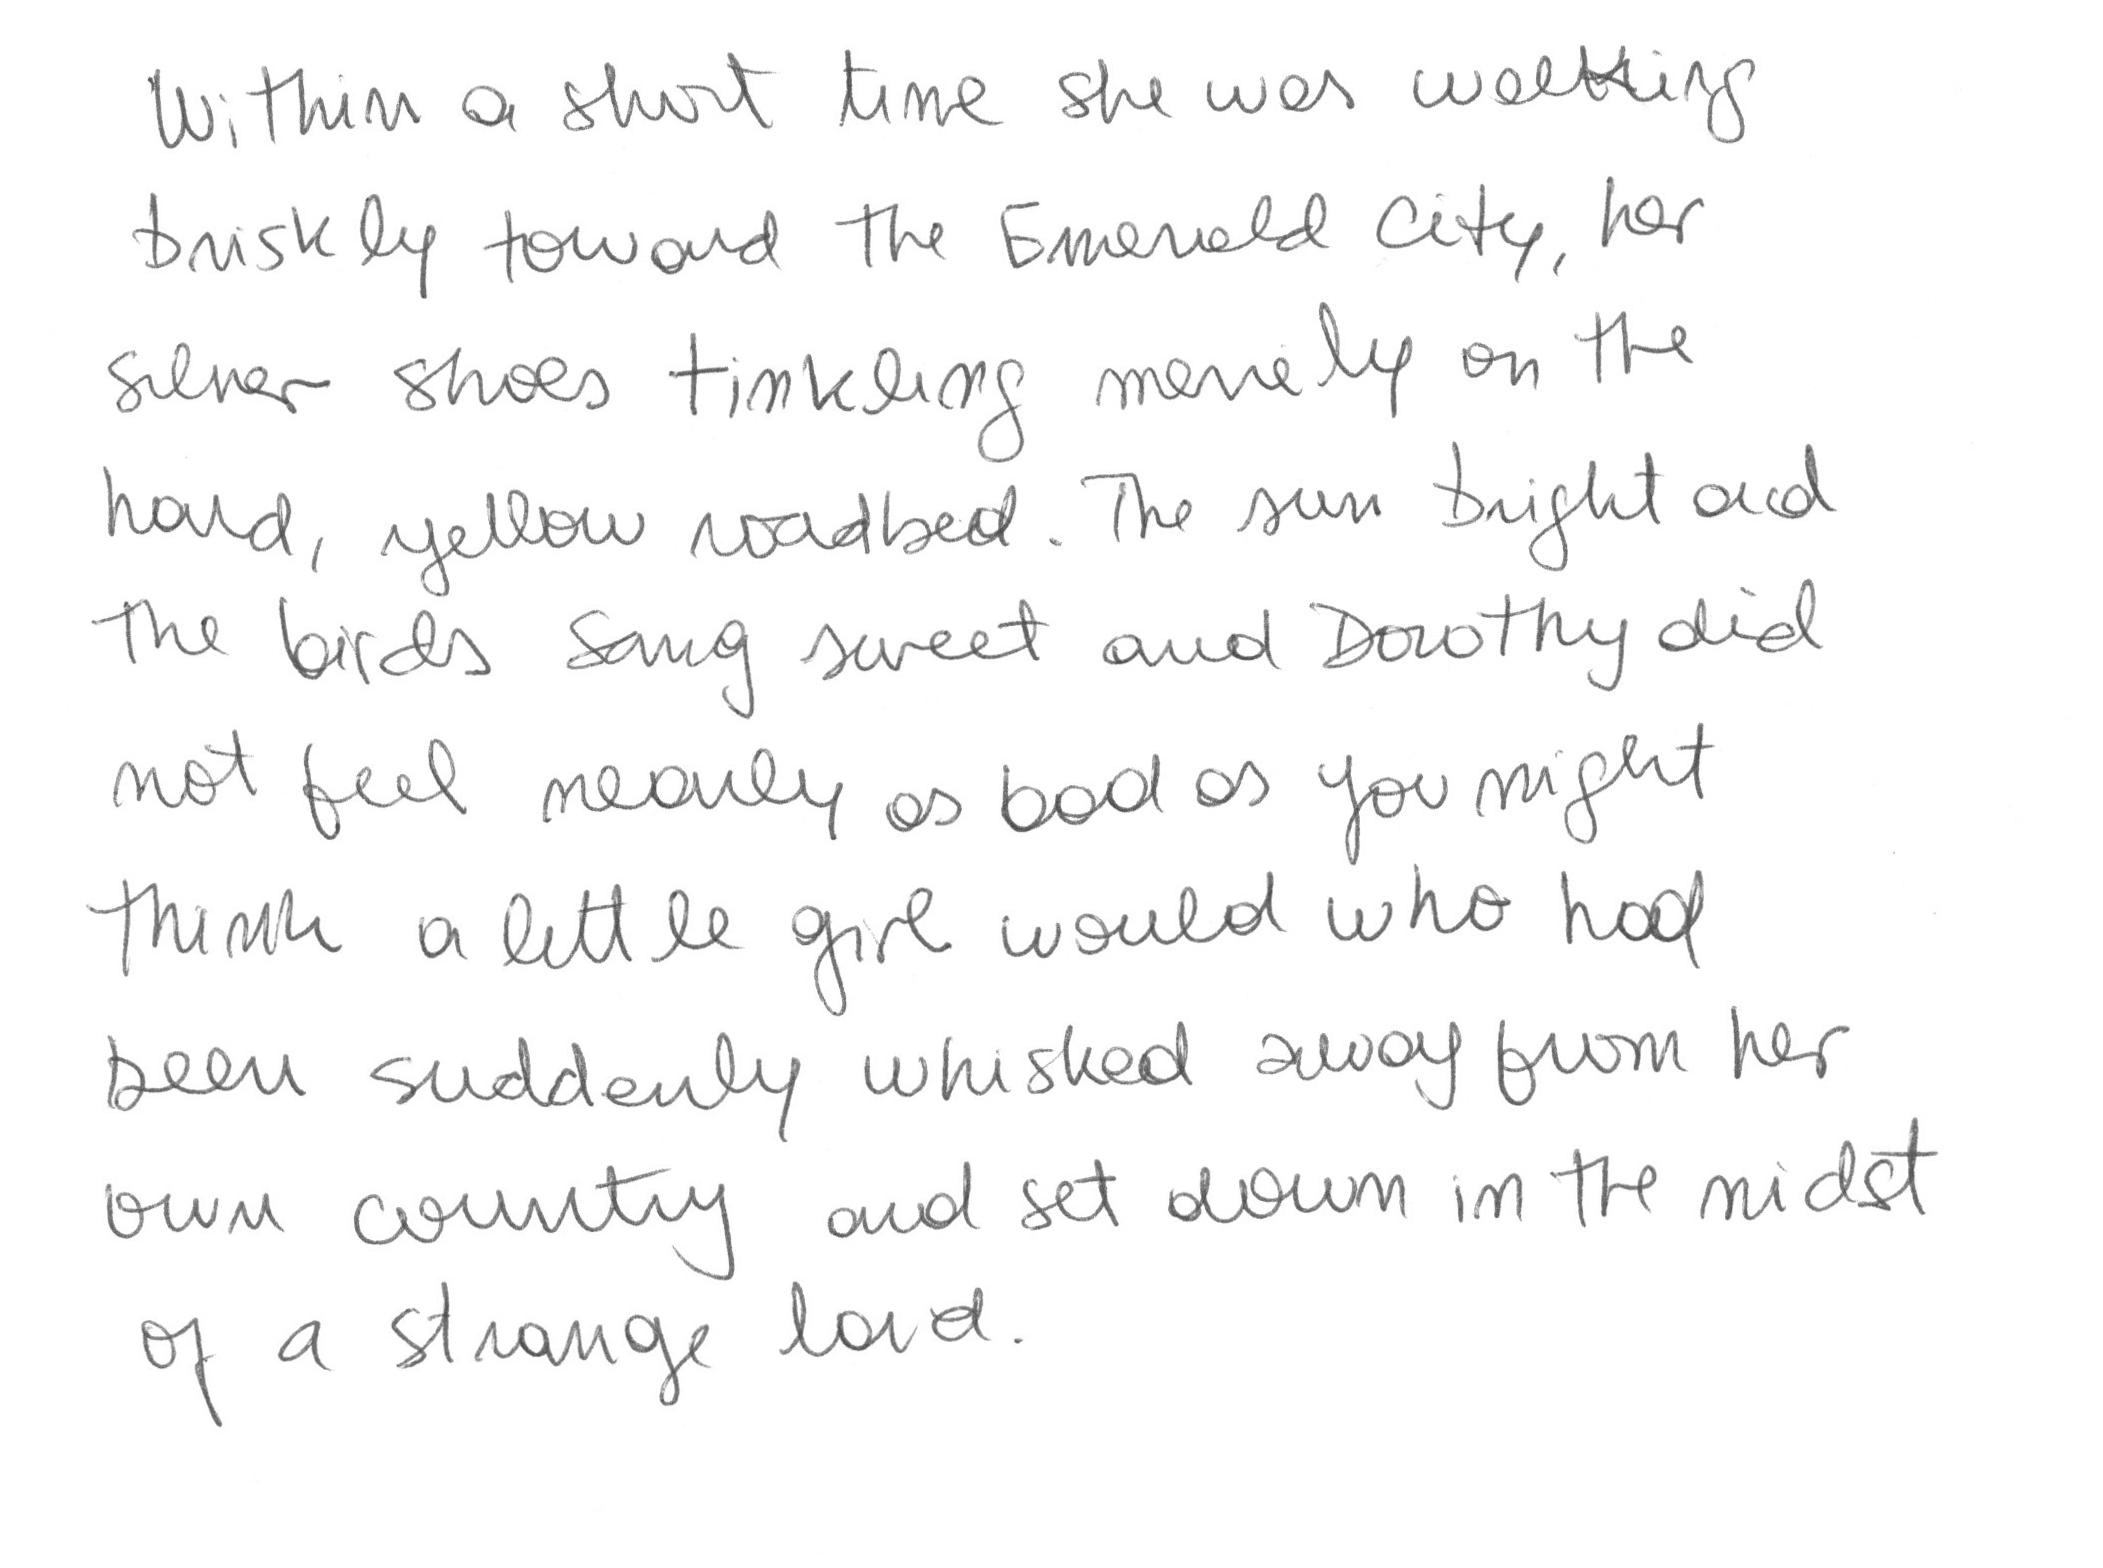 Within a short time she was walking
briskly toward the Emerald City, her
silver shoes tinkling merrily on the
hard, yellow roadbed. The sun bright and
the birds sang sweet and Dorothy did
not feel nearly as bad as you might
think a little girl would who had
been suddenly whisked away from her
own country and set down in the midst
of a strange land.